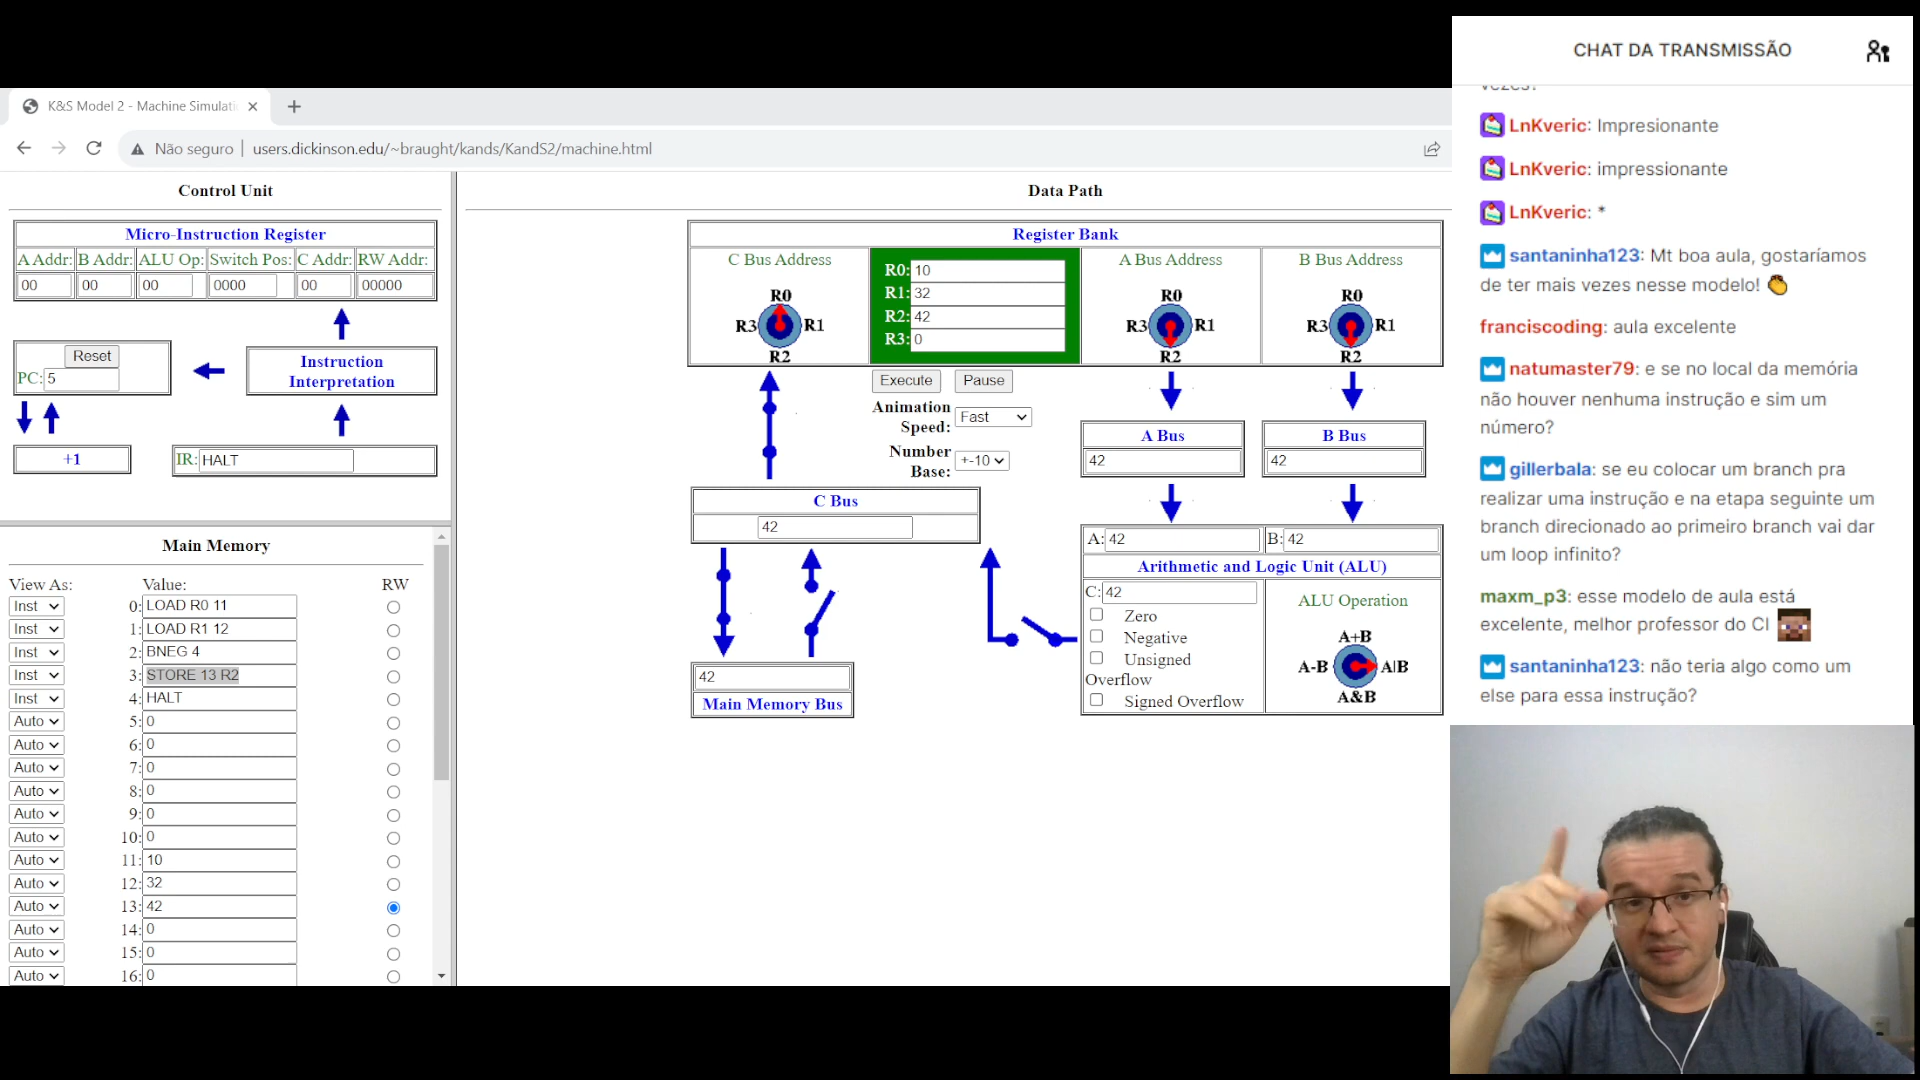 K&S Model 2 - Machine Simulati
Não seguro
users.dickinson.edu/~braught/kands/KandS2/machine.html
Control Unit
Micro-Instruction Register
A Addr: B Addr: ALU Op: Switch Pos: C Addr: RW Addr:
00 00 00 0000 00 00000
Reset
PC: 5
Instruction
Interpretation
+1
IR: HALT
Main Memory
View As: Value: RW
Inst 0: LOAD R0 11
Inst 1: LOAD R1 12
Inst 2: BNEG 4
Inst 3: STORE 13 R2
Inst 4: HALT
Auto 5: 0
Auto 6: 0
Auto 7: 0
Auto 8: 0
Auto 9: 0
Auto 10: 0
Auto 11: 10
Auto 12: 32
Auto 13: 42
Auto 14: 0
Auto 15: 0
Auto 16: 0
Data Path
Register Bank
C Bus Address
R0
R3 R1
R2
R0: 10
R1: 32
R2: 42
R3: 0
A Bus Address
R0
R3 R1
R2
B Bus Address
R0
R3 R1
R2
Execute Pause
Animation
Speed: Fast
Number
Base: +-10
A Bus
42
B Bus
42
C Bus
42
42
Main Memory Bus
A: 42 B: 42
Arithmetic and Logic Unit (ALU)
C: 42
Zero
Negative
Unsigned
Overflow
Signed Overflow
ALU Operation
A+B
A-B A|B
A&B
CHAT DA TRANSMISSÃO
vezes?
LnKveric: Impresionante
LnKveric: impressionante
LnKveric: *
santaninha123: Mt boa aula, gostaríamos
de ter mais vezes nesse modelo!
franciscoding: aula excelente
natumaster79: e se no local da memória
não houver nenhuma instrução e sim um
número?
gillerbala: se eu colocar um branch pra
realizar uma instrução e na etapa seguinte um
branch direcionado ao primeiro branch vai dar
um loop infinito?
maxm_p3: esse modelo de aula está
excelente, melhor professor do CI
santaninha123: não teria algo como um
else para essa instrução?